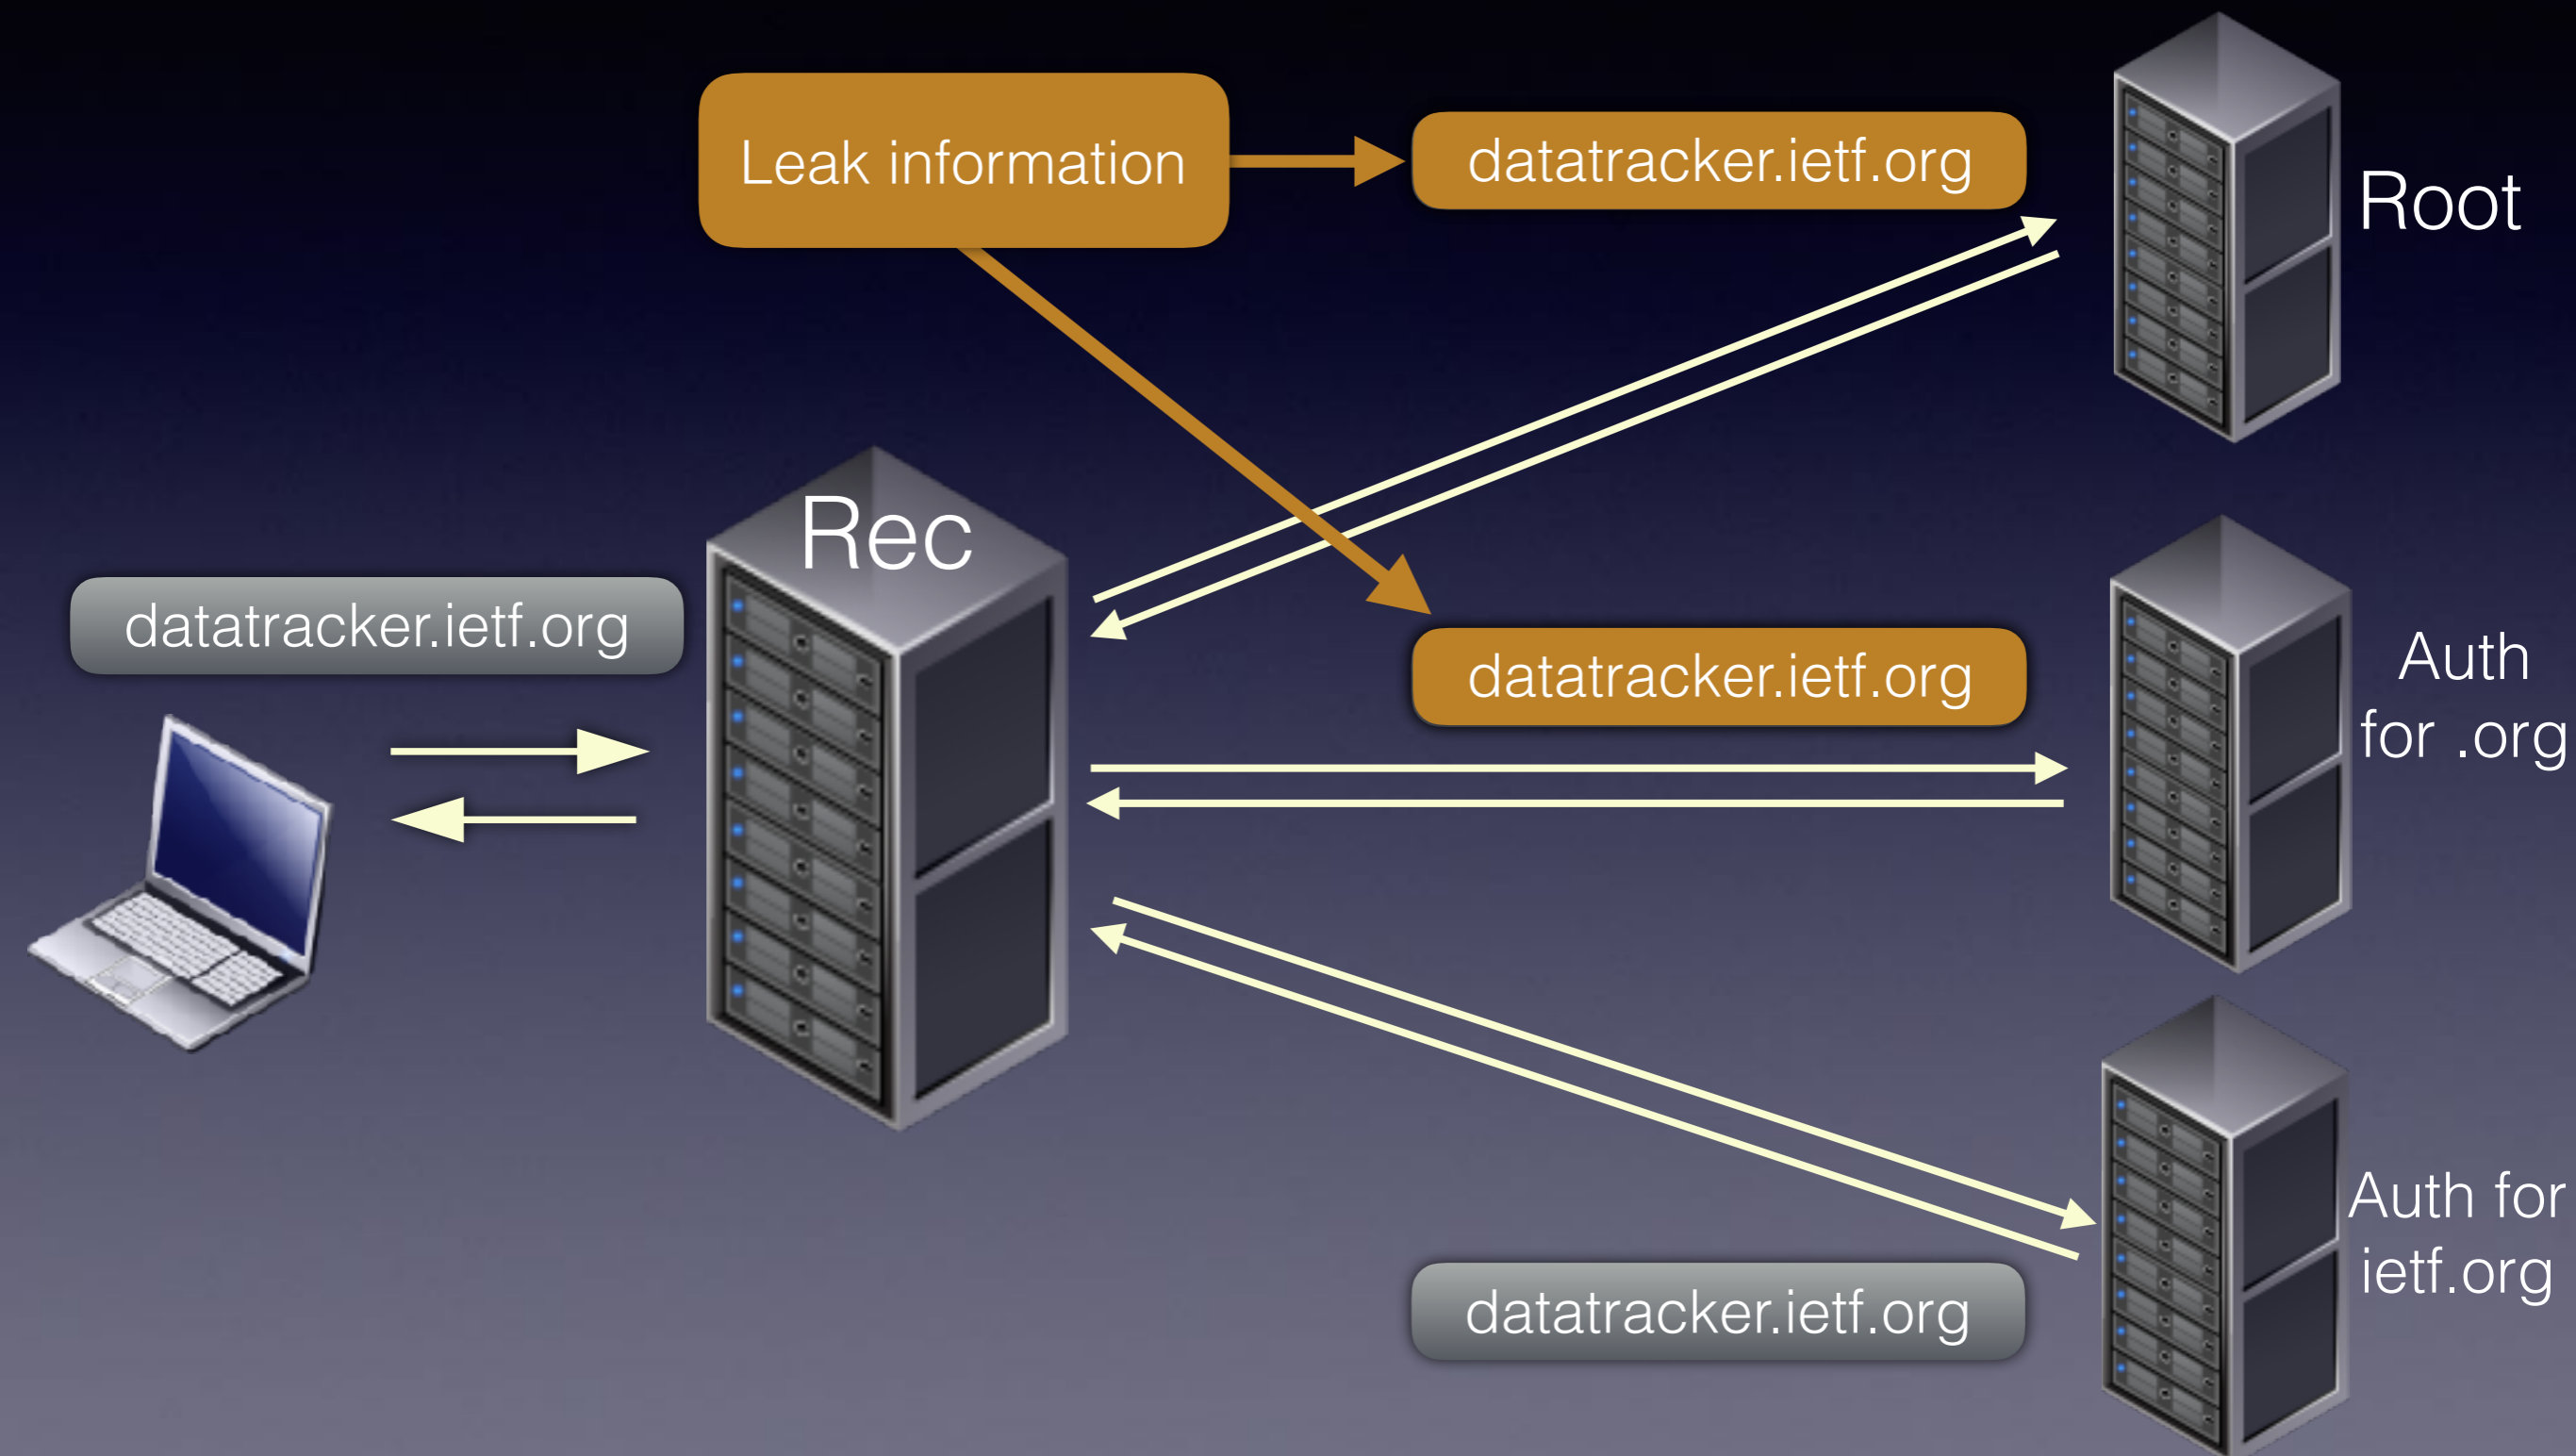 Leak information
datatracker.ietf.org
Root
Rec
datatracker.ietf.org
datatracker.ietf.org
Auth
for .org
Auth for
ietf.org
datatracker.ietf.org